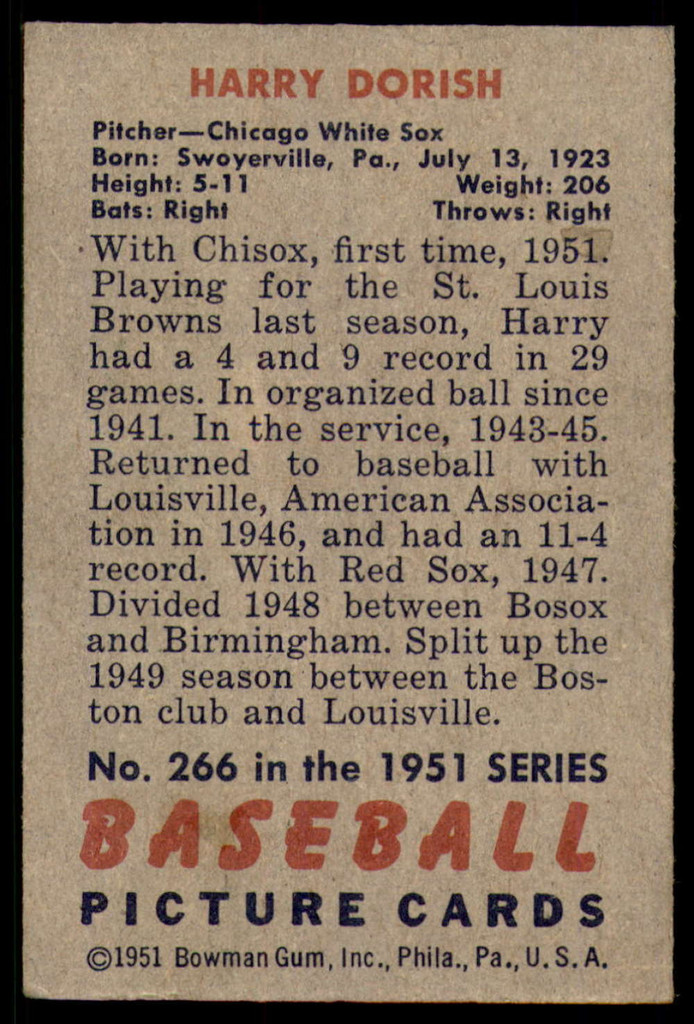 HARRY DORISH
Pitcher—Chicago White Sox
Born: Swoyerville, Pa., July 13, 1923
Height: 5-11 Weight: 206
Bats: Right Throws: Right
With Chisox, first time, 1951.
Playing for the St. Louis
Browns last season, Harry
had a 4 and 9 record in 29
games. In organized ball since
1941. In the service, 1943-45.
Returned to baseball with
Louisville, American Associa-
tion in 1946, and had an 11-4
record. With Red Sox, 1947.
Divided 1948 between Bosox
and Birmingham. Split up the
1949 season between the Bos-
ton club and Louisville.
No. 266 in the 1951 SERIES
BASEBALL
PICTURE CARDS
©1951 Bowman Gum, Inc., Phila., Pa., U.S.A.